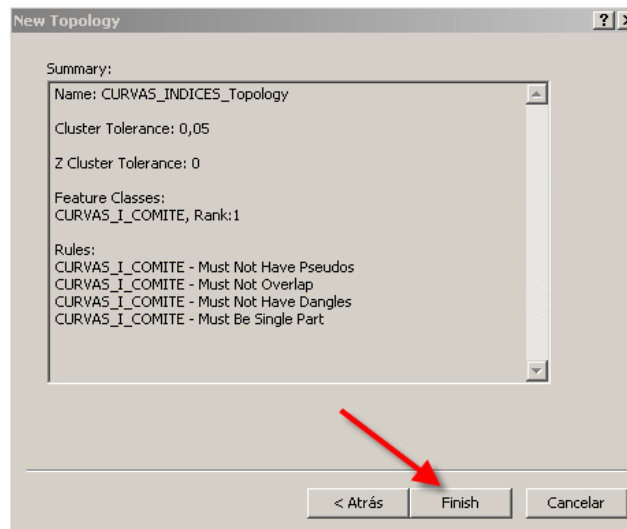 New Topology
Summary:
Name: CURVAS_INDICES_Topology
Cluster Tolerance: 0,05
Z Cluster Tolerance: 0
Feature Classes:
CURVAS_I_COMITE, Rank:1
Rules:
CURVAS_I_COMITE - Must Not Have Pseudos
CURVAS_I_COMITE - Must Not Overlap
CURVAS_I_COMITE - Must Not Have Dangles
CURVAS_I_COMITE - Must Be Single Part
< Atrás Finish Cancelar